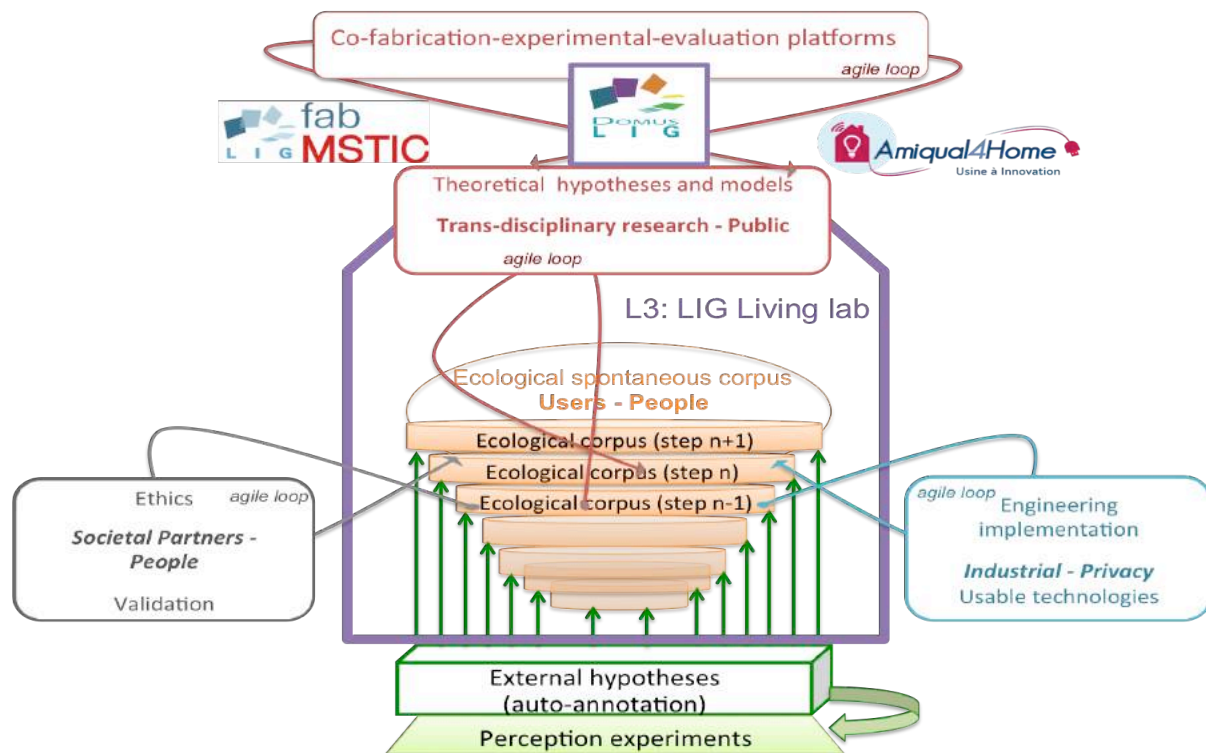 Co-fabrication-experimental-evaluation platforms
agile loop
fab
LIG MSTIC
DOMUS
LIG
Amiqual4Home
Usine à Innovation
Theoretical hypotheses and models
Trans-disciplinary research - Public
agile loop
L3: LIG Living lab
Ecological spontaneous corpus
Users - People
Ecological corpus (step n+1)
Ecological corpus (step n)
Ecological corpus (step n-1)
Ethics
agile loop
Societal Partners -
People
Validation
agile loop
Engineering
implementation
Industrial - Privacy
Usable technologies
External hypotheses
(auto-annotation)
Perception experiments